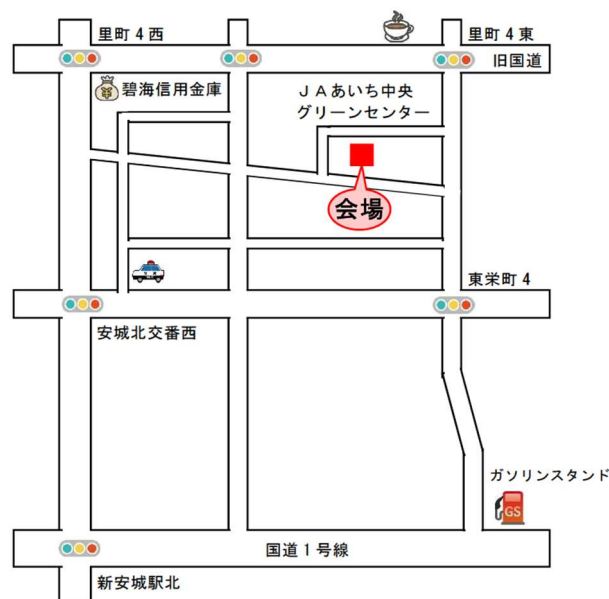 里町４西
里町４東
旧国道
¥
碧海信用金庫
ＪＡあいち中央
グリーンセンター
会場
東栄町４
安城北交番西
ガソリンスタンド
GS
国道１号線
新安城駅北